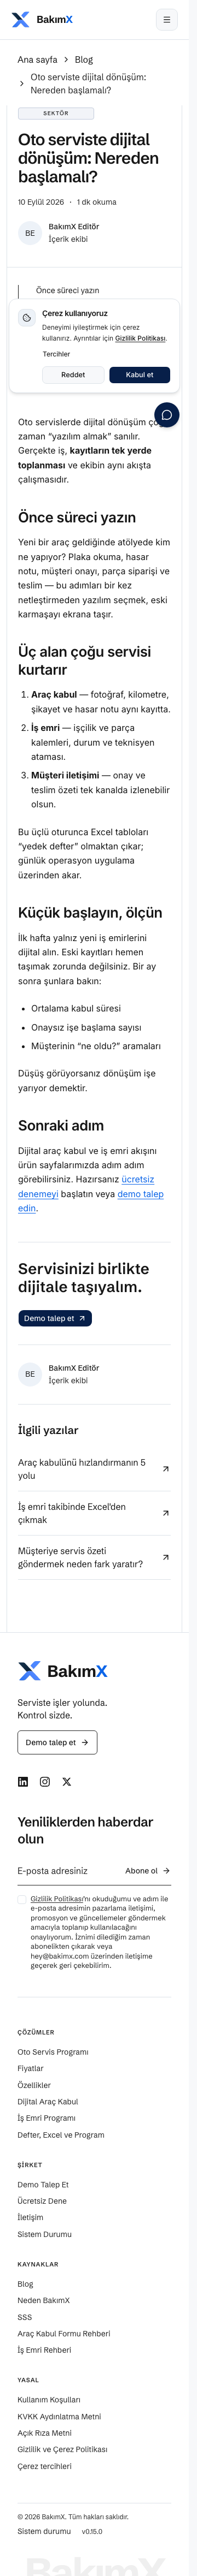 BakımX
Ana sayfa > Blog
> Oto serviste dijital dönüşüm:
Nereden başlamalı?
SEKTÖR
Oto serviste dijital
dönüşüm: Nereden
başlamalı?
10 Eylül 2026 · 1 dk okuma
BE
BakımX Editör
İçerik ekibi
Önce süreci yazın
Çerez kullanıyoruz
Deneyimi iyileştirmek için çerez
kullanırız. Ayrıntılar için Gizlilik Politikası.
Tercihler
Reddet
Kabul et
Oto servislerde dijital dönüşüm
zaman “yazılım almak” sanılır.
Gerçekte iş, kayıtların tek yerde
toplanması ve ekibin aynı akışta
çalışmasıdır.
Önce süreci yazın
Yeni bir araç geldiğinde atölyede kim
ne yapıyor? Plaka okuma, hasar
notu, müşteri onayı, parça siparişi ve
teslim — bu adımları bir kez
netleştirmeden yazılım seçmek, eski
karmaşayı ekrana taşır.
Üç alan çoğu servisi
kurtarır
1. Araç kabul — fotoğraf, kilometre,
şikayet ve hasar notu aynı kayıtta.
2. İş emri — işçilik ve parça
kalemleri, durum ve teknisyen
ataması.
3. Müşteri iletişimi — onay ve
teslim özeti tek kanalda izlenebilir
olsun.
Bu üçlü oturunca Excel tabloları
“yedek defter” olmaktan çıkar;
günlük operasyon uygulama
üzerinden akar.
Küçük başlayın, ölçün
İlk hafta yalnız yeni iş emirlerini
dijital alın. Eski kayıtları hemen
taşımak zorunda değilsiniz. Bir ay
sonra şunlara bakın:
• Ortalama kabul süresi
• Onaysız işe başlama sayısı
• Müşterinin “ne oldu?” aramaları
Düşüş görüyorsanız dönüşüm işe
yarıyor demektir.
Sonraki adım
Dijital araç kabul ve iş emri akışını
ürün sayfalarımızda adım adım
görebilirsiniz. Hazırsanız ücretsiz
denemeyi başlatın veya demo talep
edin.
Servisinizi birlikte
dijitale taşıyalım.
Demo talep et
BE
BakımX Editör
İçerik ekibi
İlgili yazılar
Araç kabulünü hızlandırmanın 5
yolu
İş emri takibinde Excel'den
çıkmak
Müşteriye servis özeti
göndermek neden fark yaratır?
BakımX
Serviste işler yolunda.
Kontrol sizde.
Demo talep et
Yeniliklerden haberdar
olun
E-posta adresiniz
Abone ol
Gizlilik Politikası'nı okuduğumu ve adım ile
e-posta adresimin pazarlama iletişimi,
promosyon ve güncellemeler göndermek
amacıyla toplanıp kullanılacağını
onaylıyorum. İznimi dilediğim zaman
abonelikten çıkarak veya
hey@bakimx.com üzerinden iletişime
geçerek geri çekebilirim.
ÇÖZÜMLER
Oto Servis Programı
Fiyatlar
Özellikler
Dijital Araç Kabul
İş Emri Programı
Defter, Excel ve Program
ŞİRKET
Demo Talep Et
Ücretsiz Dene
İletişim
Sistem Durumu
KAYNAKLAR
Blog
Neden BakımX
SSS
Araç Kabul Formu Rehberi
İş Emri Rehberi
YASAL
Kullanım Koşulları
KVKK Aydınlatma Metni
Açık Rıza Metni
Gizlilik ve Çerez Politikası
Çerez tercihleri
© 2026 BakımX. Tüm hakları saklıdır.
Sistem durumu v0.15.0
BakımX